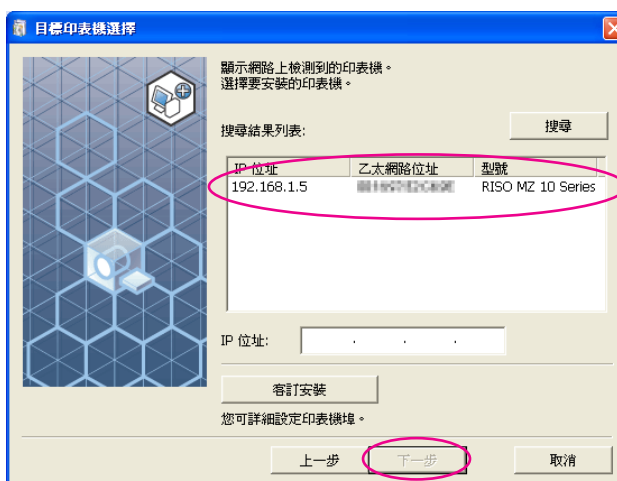 目標印表機選擇
顯示網路上檢測到的印表機。
選擇要安裝的印表機。
搜尋結果列表:
搜尋
IP 位址 乙太網路位址 型號
192.168.1.5 RISO MZ 10 Series
IP 位址: . . .
客訂安裝
您可詳細設定印表機埠。
上一步 下一步 取消